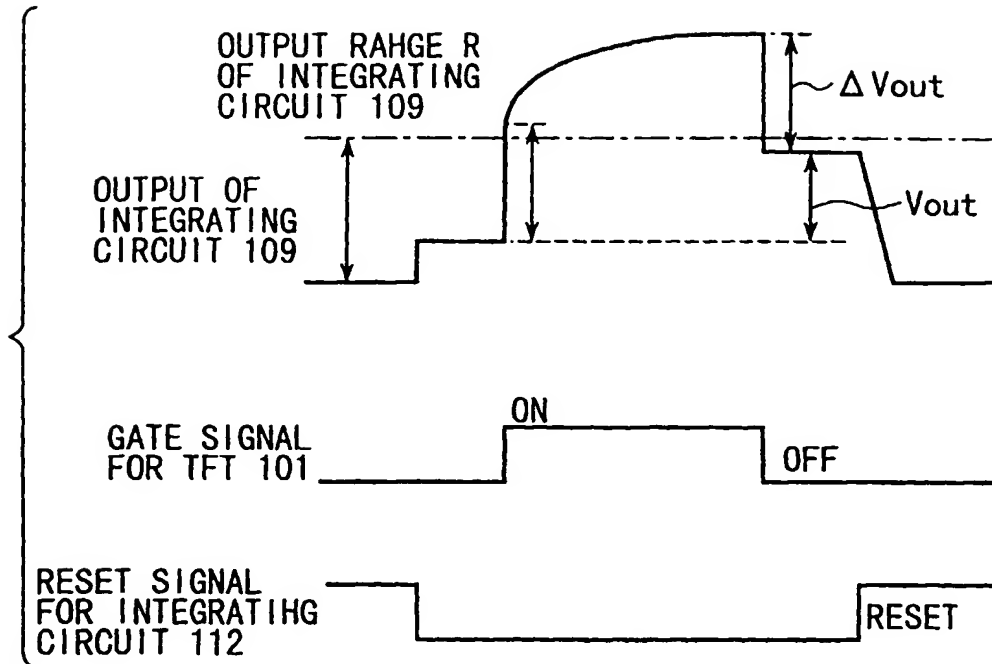 OUTPUT RAHGE R
OF INTEGRATING
CIRCUIT 109
Δ Vout
OUTPUT OF
INTEGRATING
CIRCUIT 109
Vout
ON
GATE SIGNAL
FOR TFT 101
OFF
RESET SIGNAL
FOR INTEGRATIHG
CIRCUIT 112
RESET